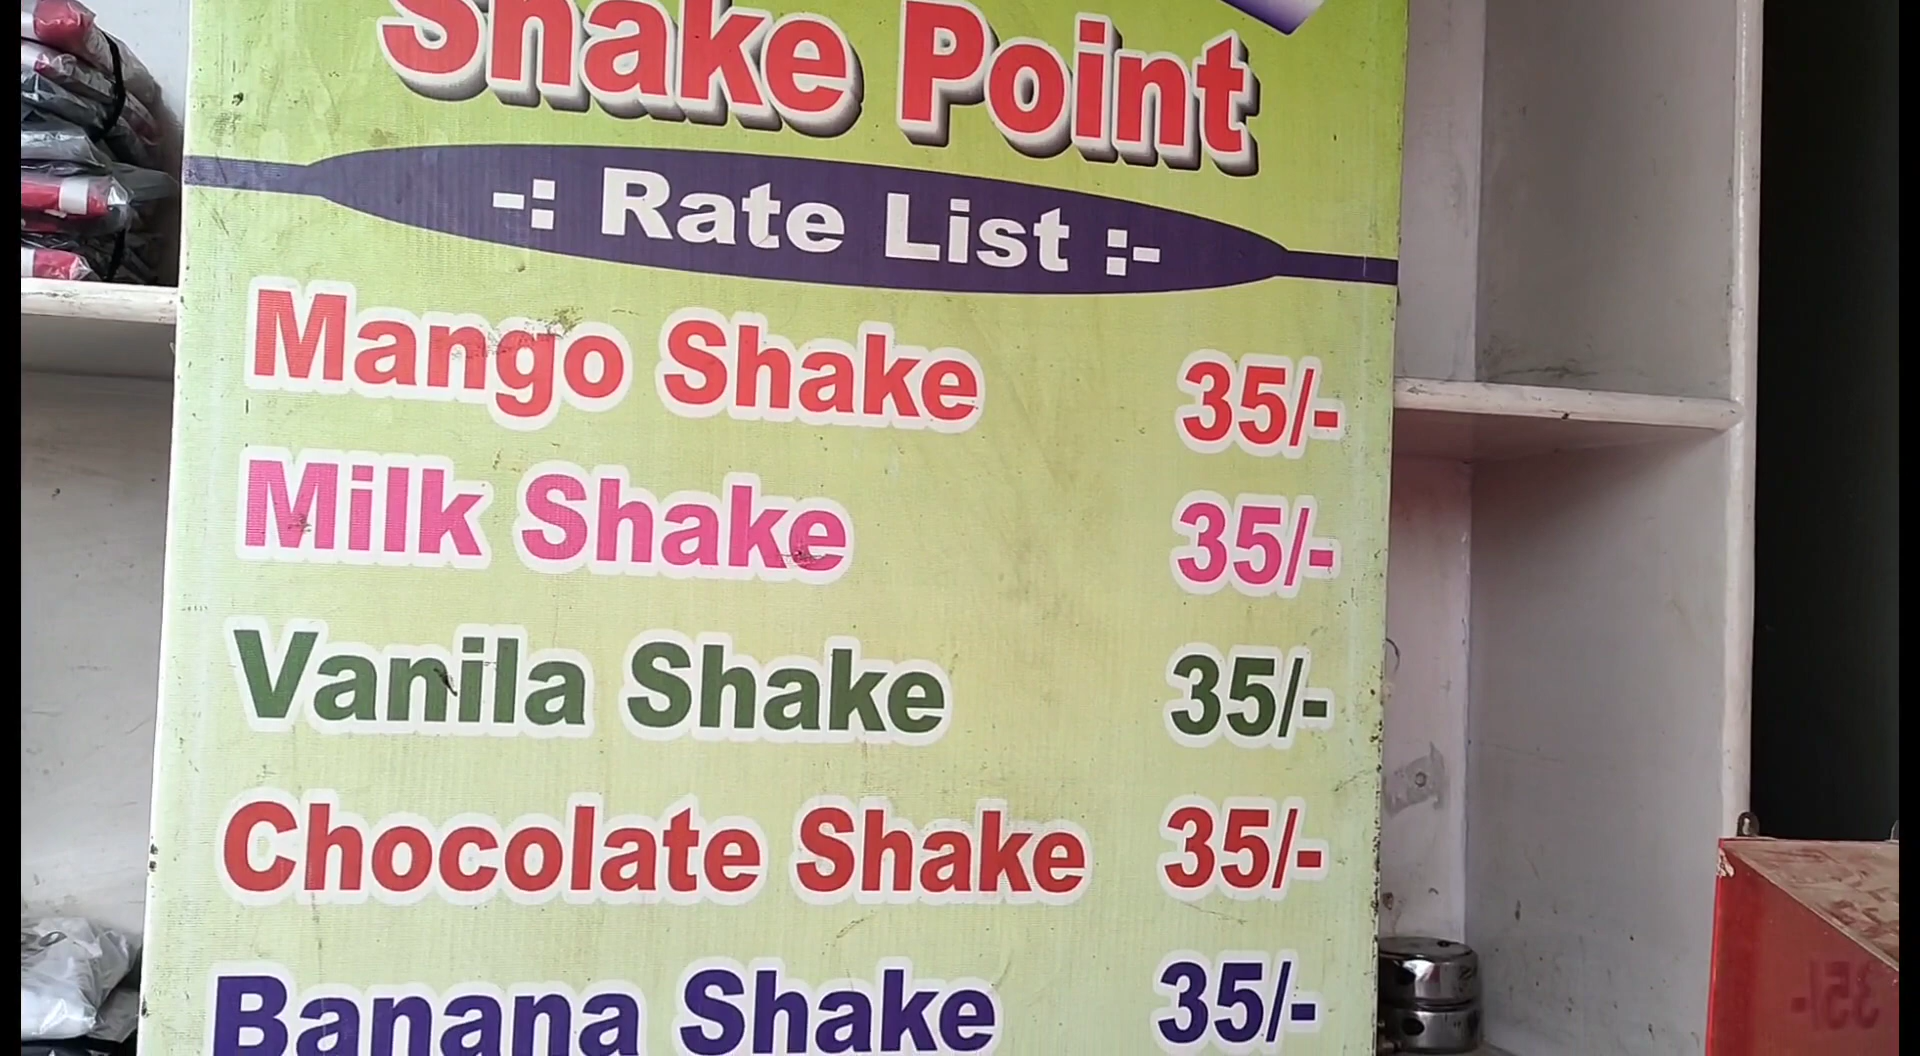 Shake Point
-: Rate List :-
Mango Shake 35/-
Milk Shake 35/-
Vanila Shake 35/-
Chocolate Shake 35/-
Banana Shake 35/-
35/-